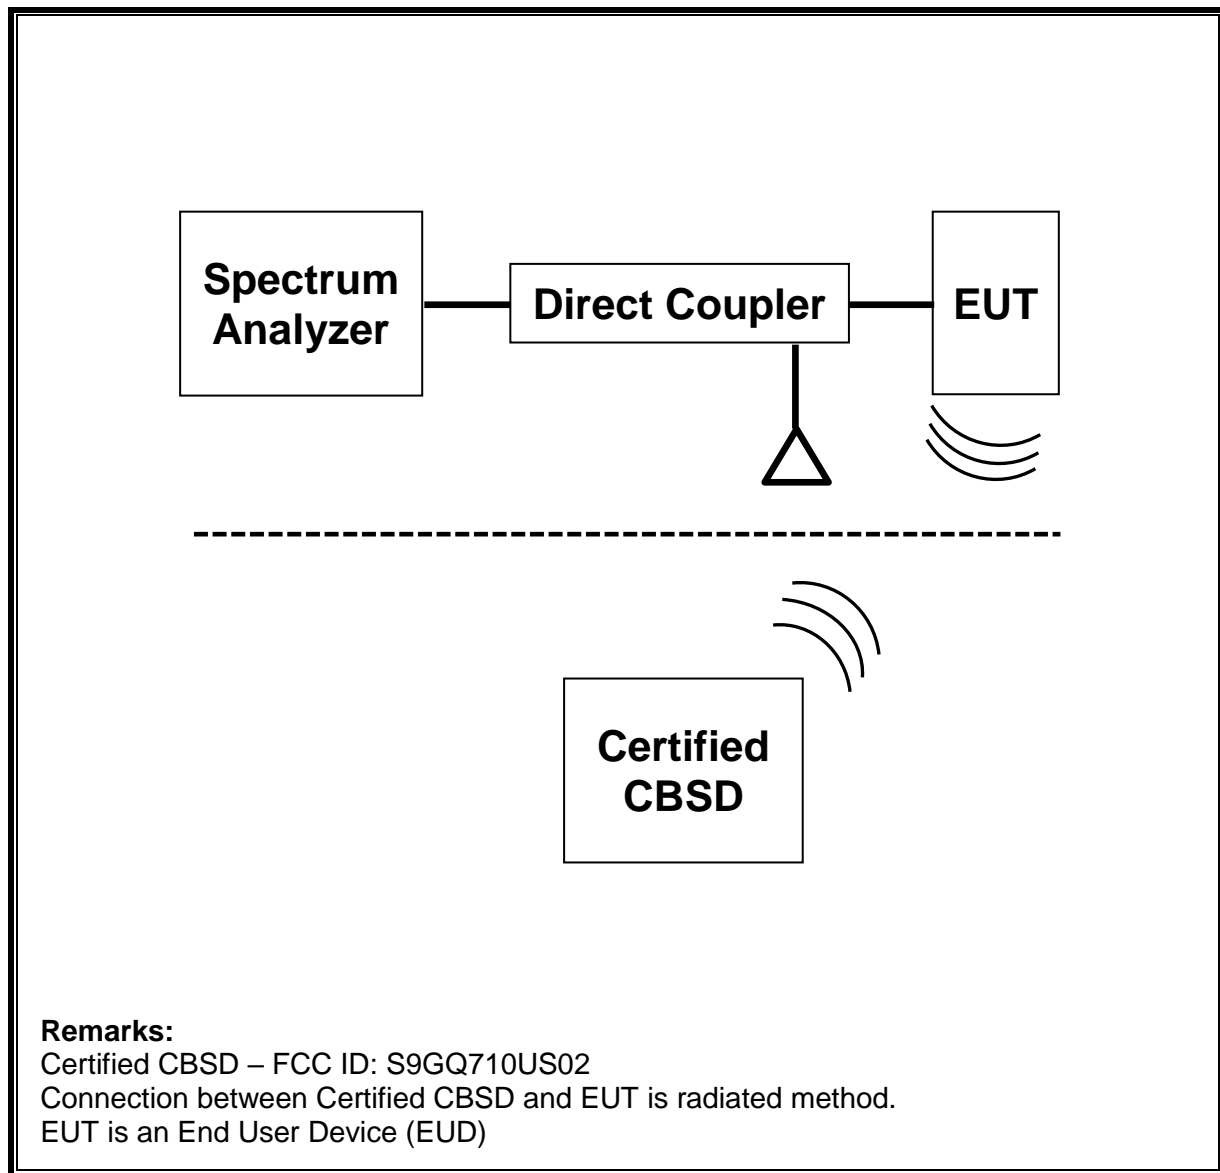 Spectrum
Analyzer
Direct Coupler
EUT
Certified
CBSD
Remarks:
Certified CBSD – FCC ID: S9GQ710US02
Connection between Certified CBSD and EUT is radiated method.
EUT is an End User Device (EUD)